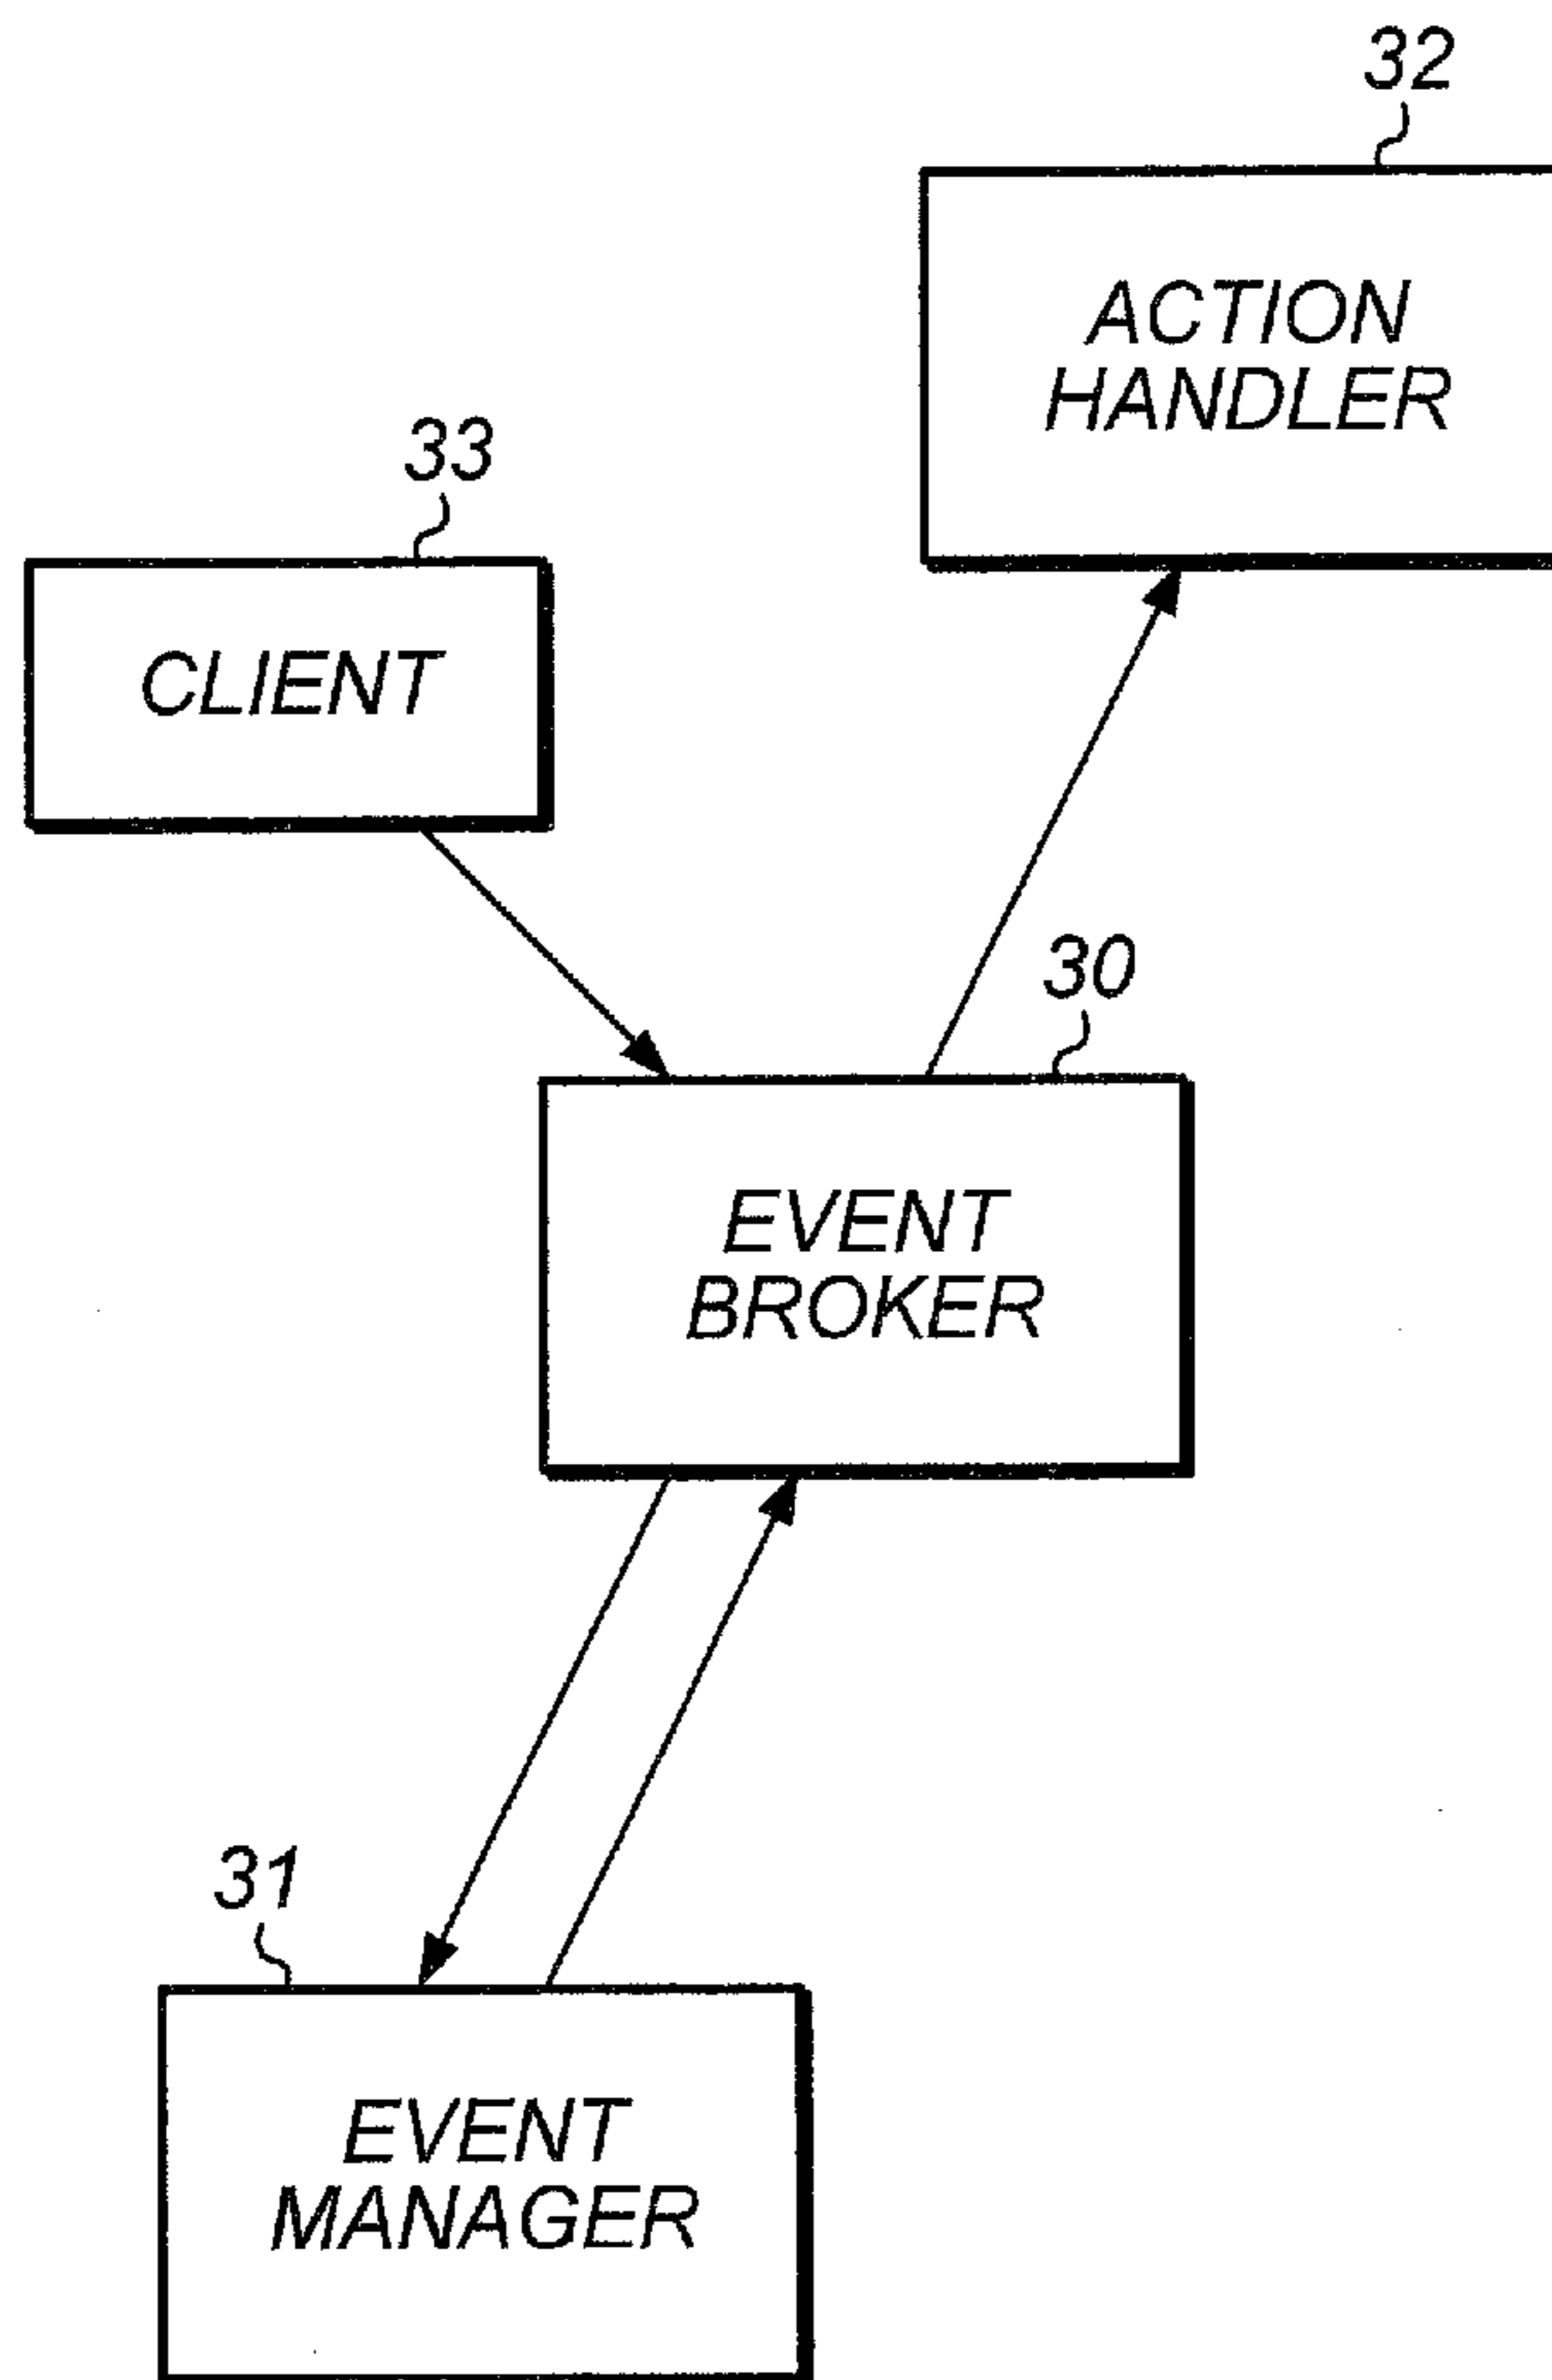 32
ACTION
HANDLER
33
CLIENT
30
EVENT
BROKER
31
EVENT
MANAGER